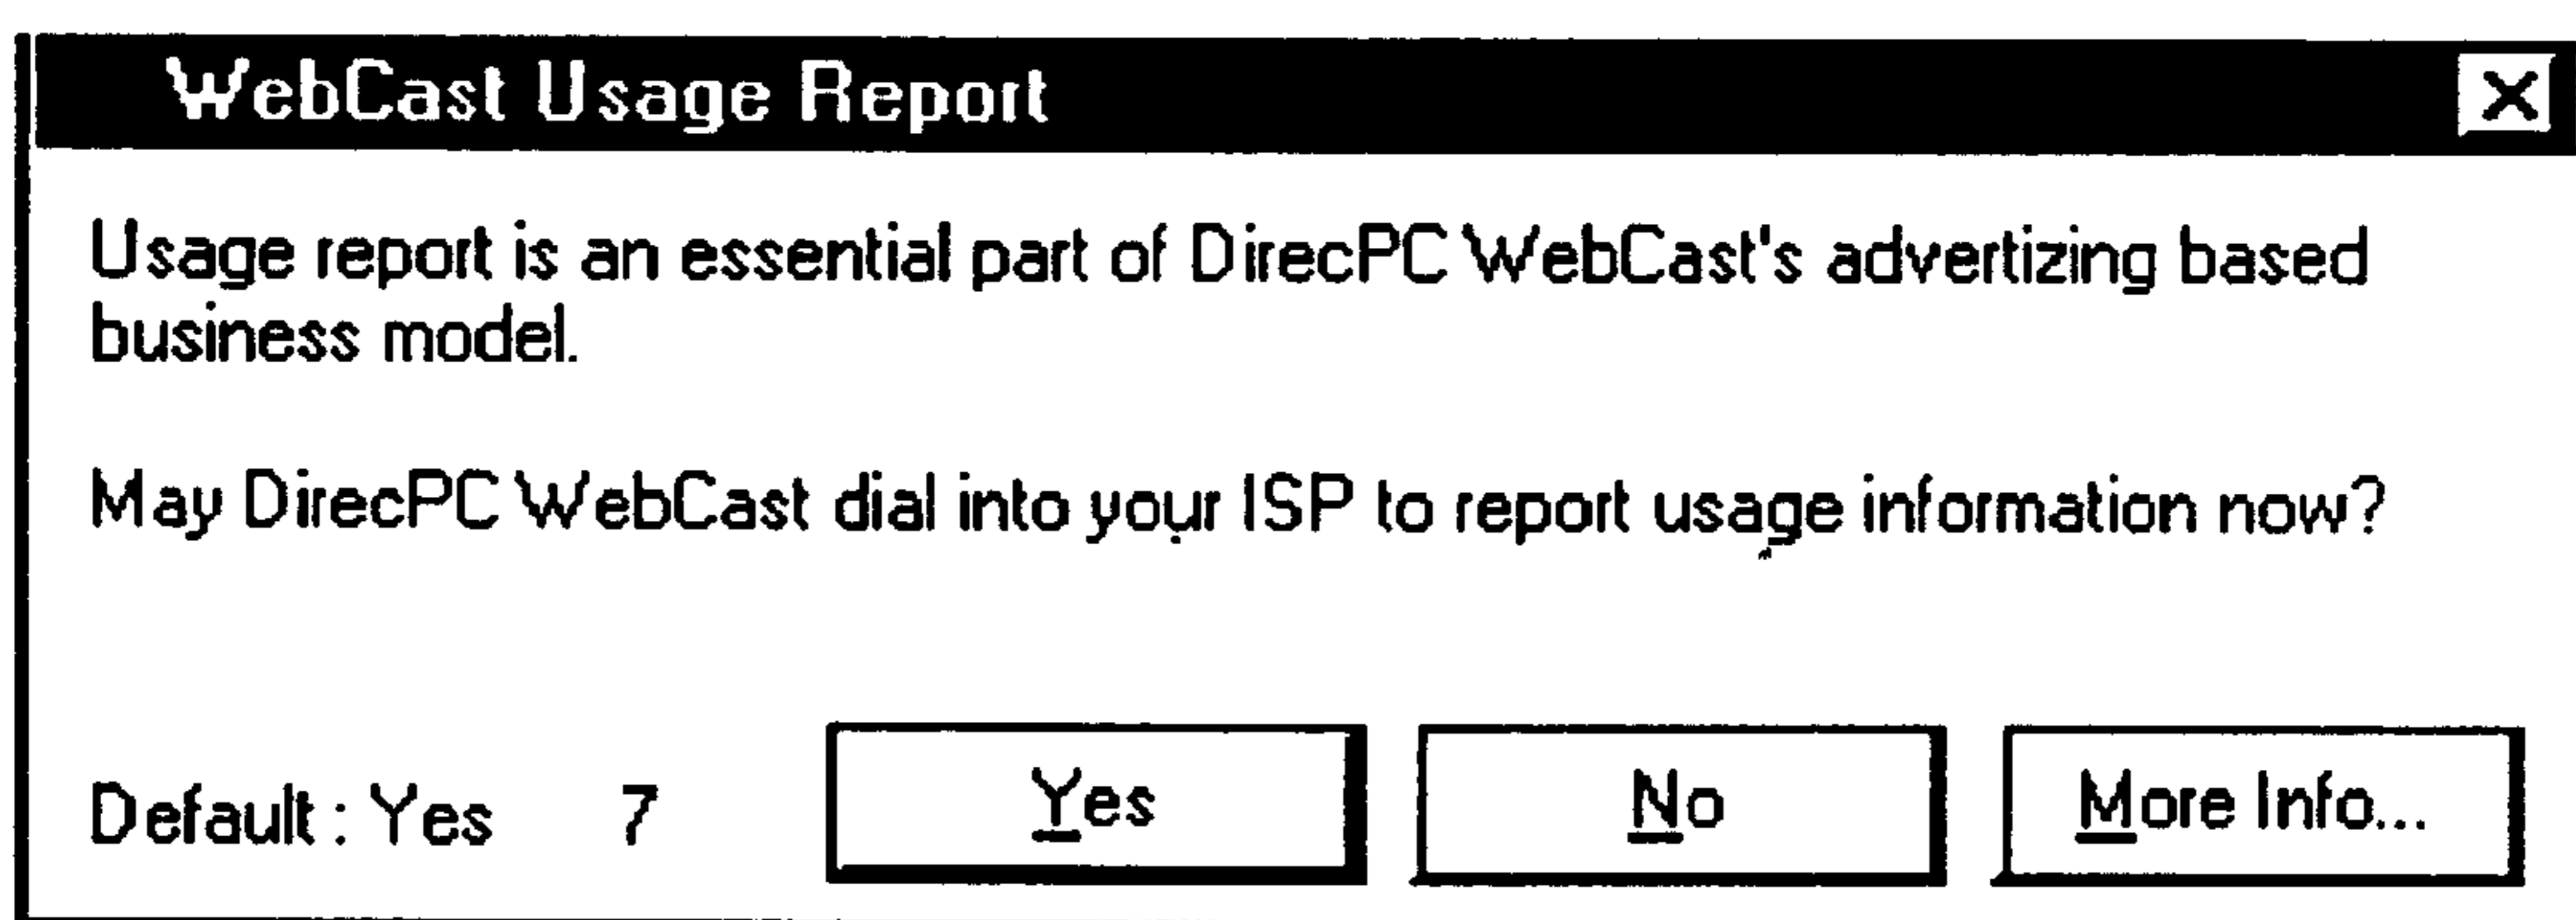 WebCast Usage Report
Usage report is an essential part of DirecPC WebCast's advertizing based
business model.
May DirecPC WebCast dial into your ISP to report usage information now?
Default : Yes 7 Yes No More Info...